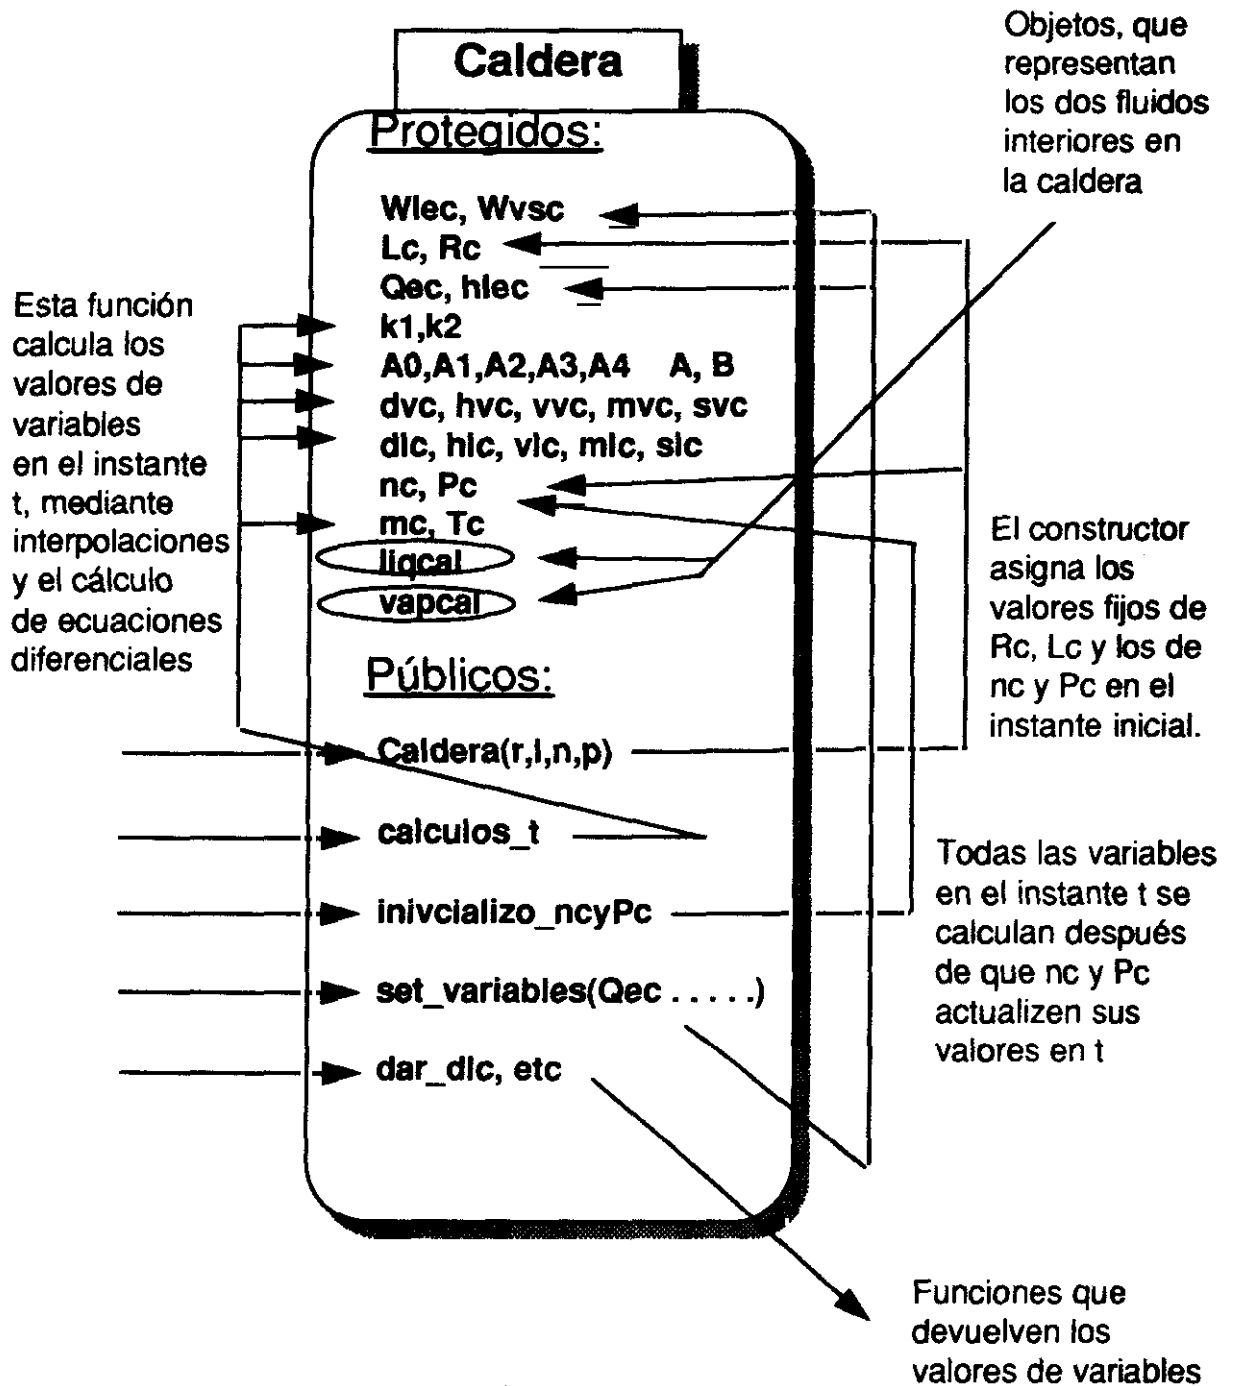 Caldera
Protegidos:
Wlec, Wvsc
Lc, Rc
Qec, hlec
k1,k2
A0,A1,A2,A3,A4 A, B
dvc, hvc, vvc, mvc, svc
dlc, hlc, vlc, mlc, slc
nc, Pc
mc, Tc
liqcal
vapcal
Públicos:
Caldera(r,l,n,p)
calculos_t
inivcializo_ncyPc
set_variables(Qec . . . . .)
dar_dlc, etc
Esta función
calcula los
valores de
variables
en el instante
t, mediante
interpolaciones
y el cálculo
de ecuaciones
diferenciales
Objetos, que
representan
los dos fluidos
interiores en
la caldera
El constructor
asigna los
valores fijos de
Rc, Lc y los de
nc y Pc en el
instante inicial.
Todas las variables
en el instante t se
calculan después
de que nc y Pc
actualizen sus
valores en t
Funciones que
devuelven los
valores de variables